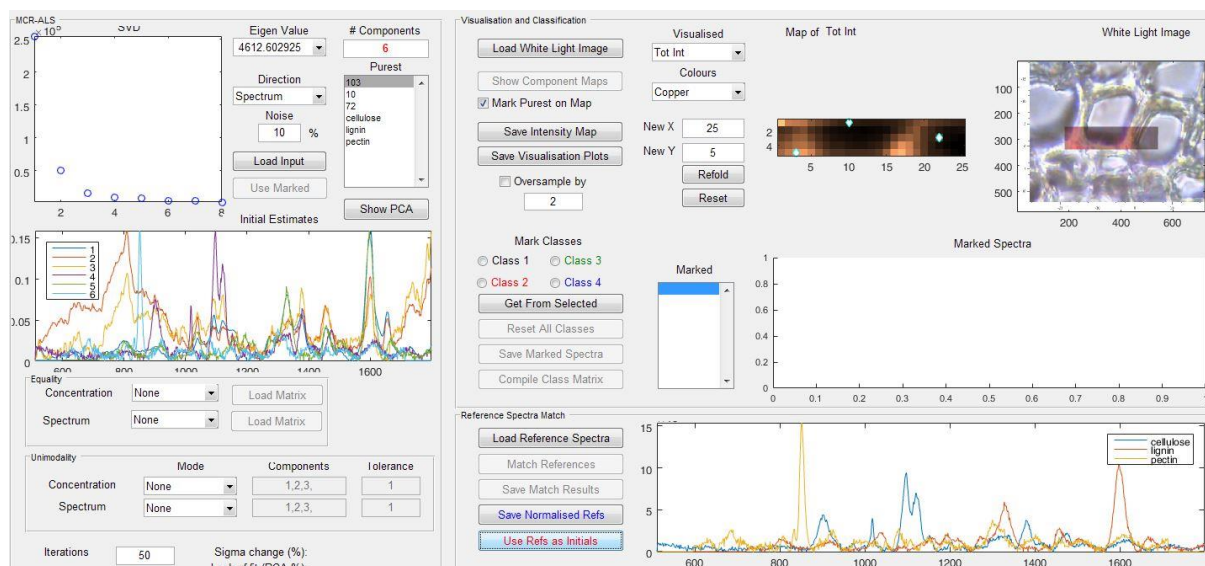 MCR-ALS
× 10⁵
SVD
2.5
2
1.5
1
0.5
2 4 6 8
Eigen Value
4612.602925
# Components
6
Purest
103
10
72
cellulose
lignin
pectin
Direction
Spectrum
Noise
10 %
Load Input
Use Marked
Show PCA
Initial Estimates
0.15
0.1
0.05
0
1
2
3
4
5
6
600 800 1000 1200 1400 1600
Equality
Concentration None Load Matrix
Spectrum None Load Matrix
Unimodality
Mode Components Tolerance
Concentration None 1,2,3, 1
Spectrum None 1,2,3, 1
Iterations 50 Sigma change (%):
Visualisation and Classification
Load White Light Image
Show Component Maps
Mark Purest on Map
Save Intensity Map
Save Visualisation Plots
Oversample by
2
Visualised
Tot Int
Colours
Copper
New X 25
New Y 5
Refold
Reset
Map of Tot Int
2
4
5 10 15 20 25
White Light Image
100
200
300
400
500
200 400 600
Mark Classes
Class 1 Class 3
Class 2 Class 4
Get From Selected
Reset All Classes
Save Marked Spectra
Compile Class Matrix
Marked
Marked Spectra
1
0.8
0.6
0.4
0.2
0
0 0.1 0.2 0.3 0.4 0.5 0.6 0.7 0.8 0.9
Reference Spectra Match
Load Reference Spectra
Match References
Save Match Results
Save Normalised Refs
Use Refs as Initials
15
10
5
0
cellulose
lignin
pectin
600 800 1000 1200 1400 1600